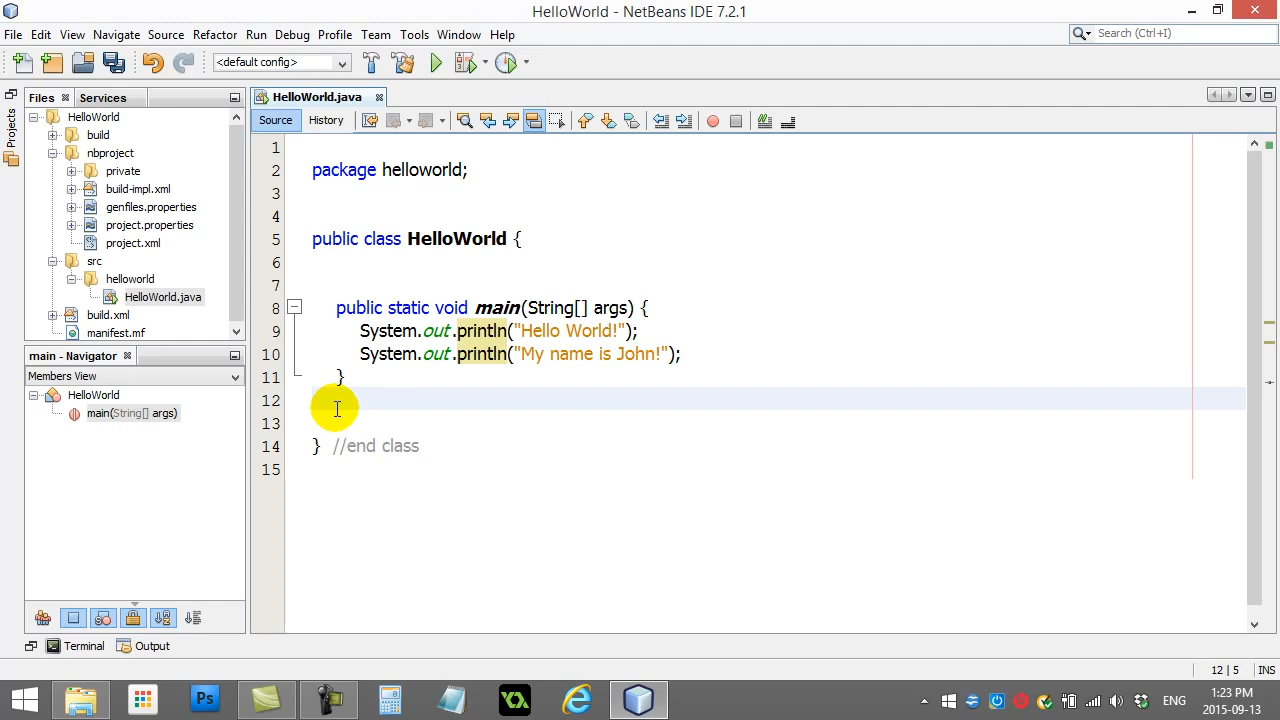 HelloWorld - NetBeans IDE 7.2.1
File Edit View Navigate Source Refactor Run Debug Profile Team Tools Window Help
Search (Ctrl+I)
<default config>
Projects
Files
Services
HelloWorld
build
nbproject
private
build-impl.xml
genfiles.properties
project.properties
project.xml
src
helloworld
HelloWorld.java
build.xml
manifest.mf
main - Navigator
Members View
HelloWorld
main(String[] args)
HelloWorld.java
Source History
1
2 package helloworld;
3
4
5 public class HelloWorld {
6
7
8 public static void main(String[] args) {
9 System.out.println("Hello World!");
10 System.out.println("My name is John!");
11 }
12
13
14 } //end class
15
Terminal Output
12 | 5 INS
Ps
ENG
1:23 PM
2015-09-13